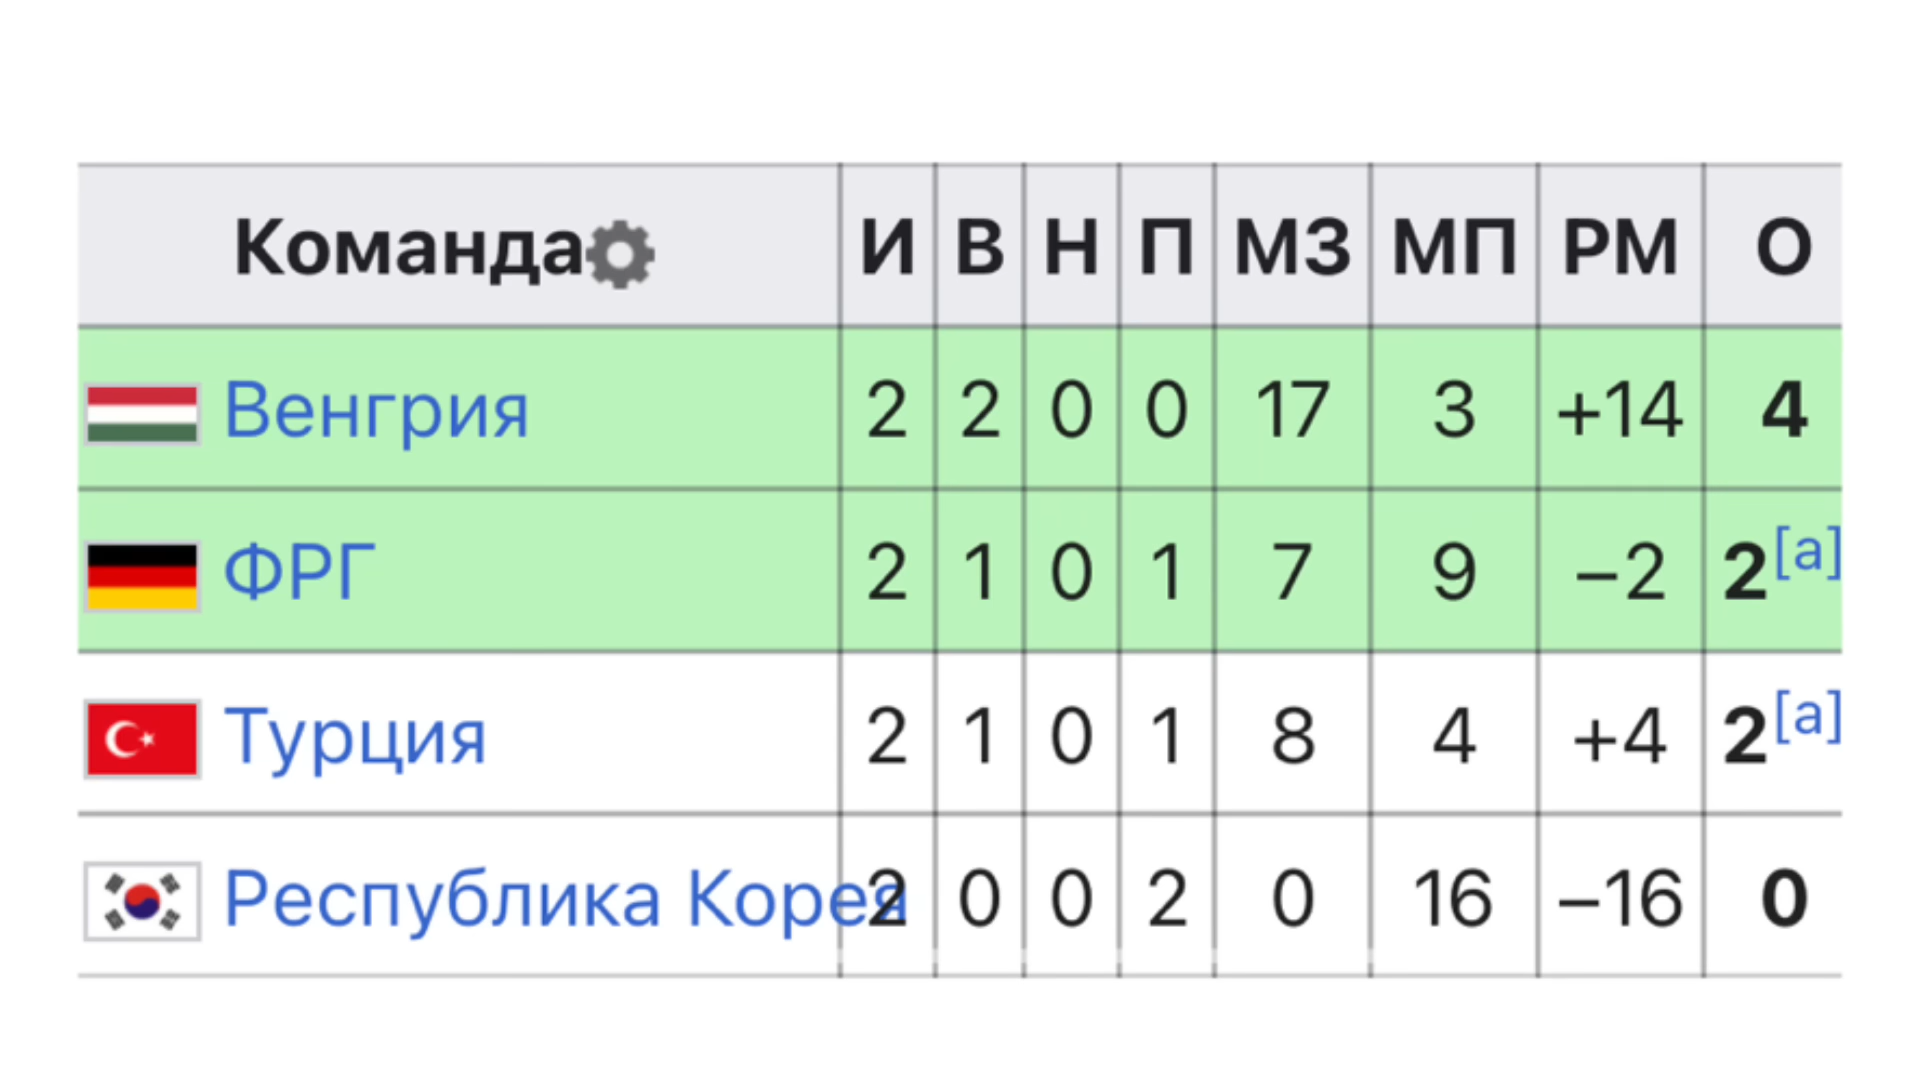 Команда И В Н П МЗ МП РМ О
Венгрия 2 2 0 0 17 3 +14 4
ФРГ 2 1 0 1 7 9 −2 2[a]
Турция 2 1 0 1 8 4 +4 2[a]
Республика Корея 2 0 0 2 0 16 −16 0